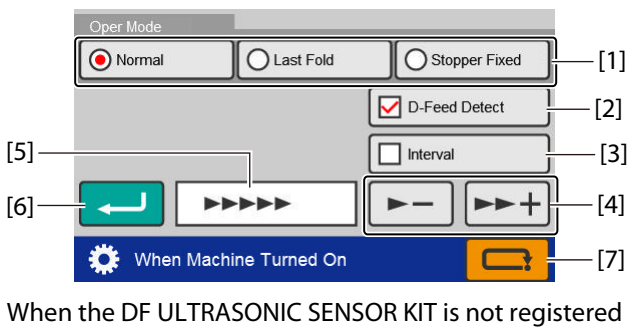 Oper Mode
Normal Last Fold Stopper Fixed [1]
D-Feed Detect [2]
Interval [3]
[5]
[6] [4]
When Machine Turned On [7]
When the DF ULTRASONIC SENSOR KIT is not registered